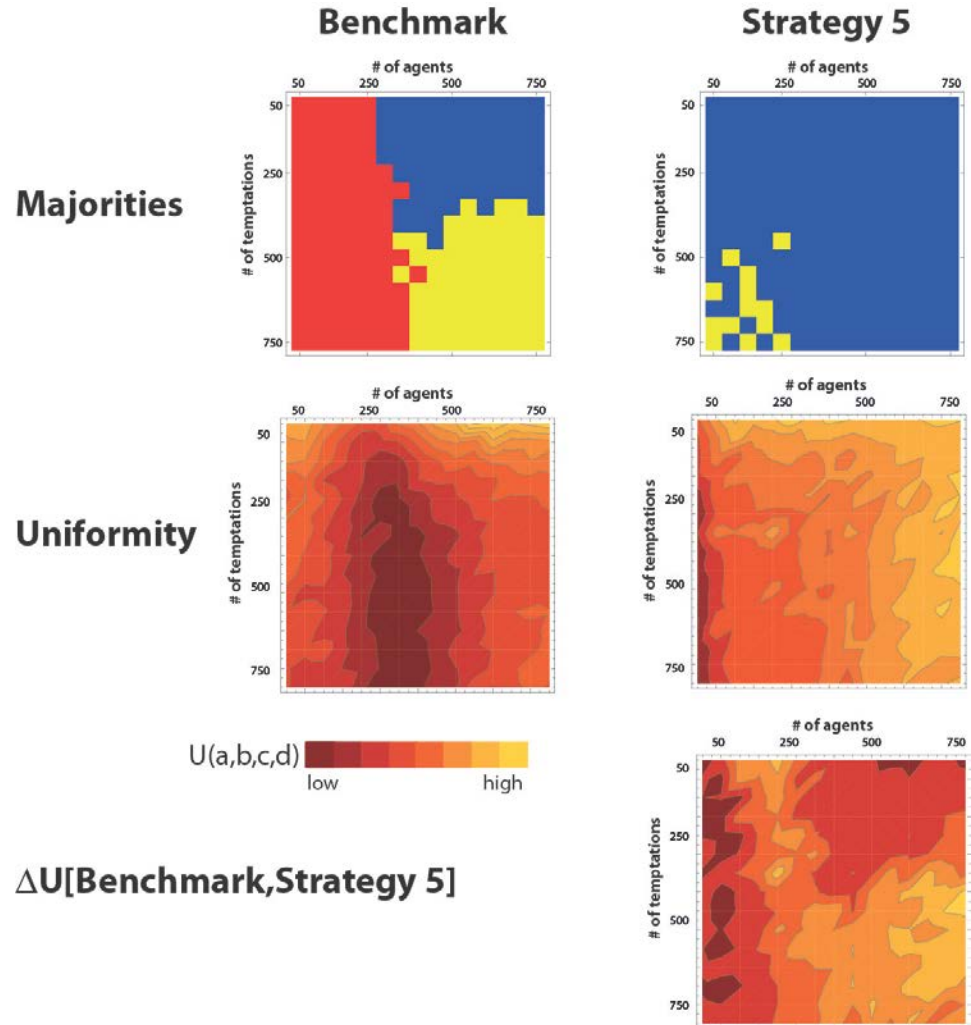 Benchmark
Strategy 5
# of agents
# of agents
50 250 500 750
50 250 500 750
Majorities
# of temptations
50
250
500
750
# of temptations
50
250
500
750
# of agents
# of agents
50 250 500 750
50 250 500 750
Uniformity
# of temptations
50
250
500
750
# of temptations
50
250
500
750
U(a,b,c,d)
low high
# of agents
50 250 500 750
ΔU[Benchmark,Strategy 5]
# of temptations
50
250
500
750